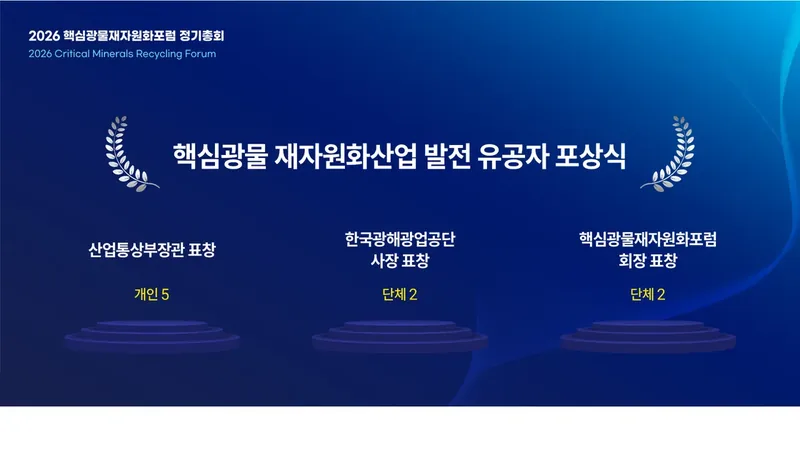 2026 핵심광물재자원화포럼 정기총회
2026 Critical Minerals Recycling Forum
핵심광물 재자원화산업 발전 유공자 포상식
산업통상부장관 표창
개인 5
한국광해광업공단
사장 표창
단체 2
핵심광물재자원화포럼
회장 표창
단체 2